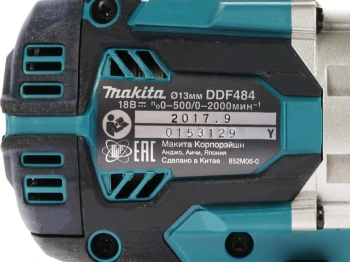 makita Ø13мм DDF484
18В⎓ n₀0-500/0-2000мин⁻¹
2017.9
0153129 Y
EAC
Макита Корпорэйшн
Анджо, Аичи, Япония
Сделано в Китае 852M06-0